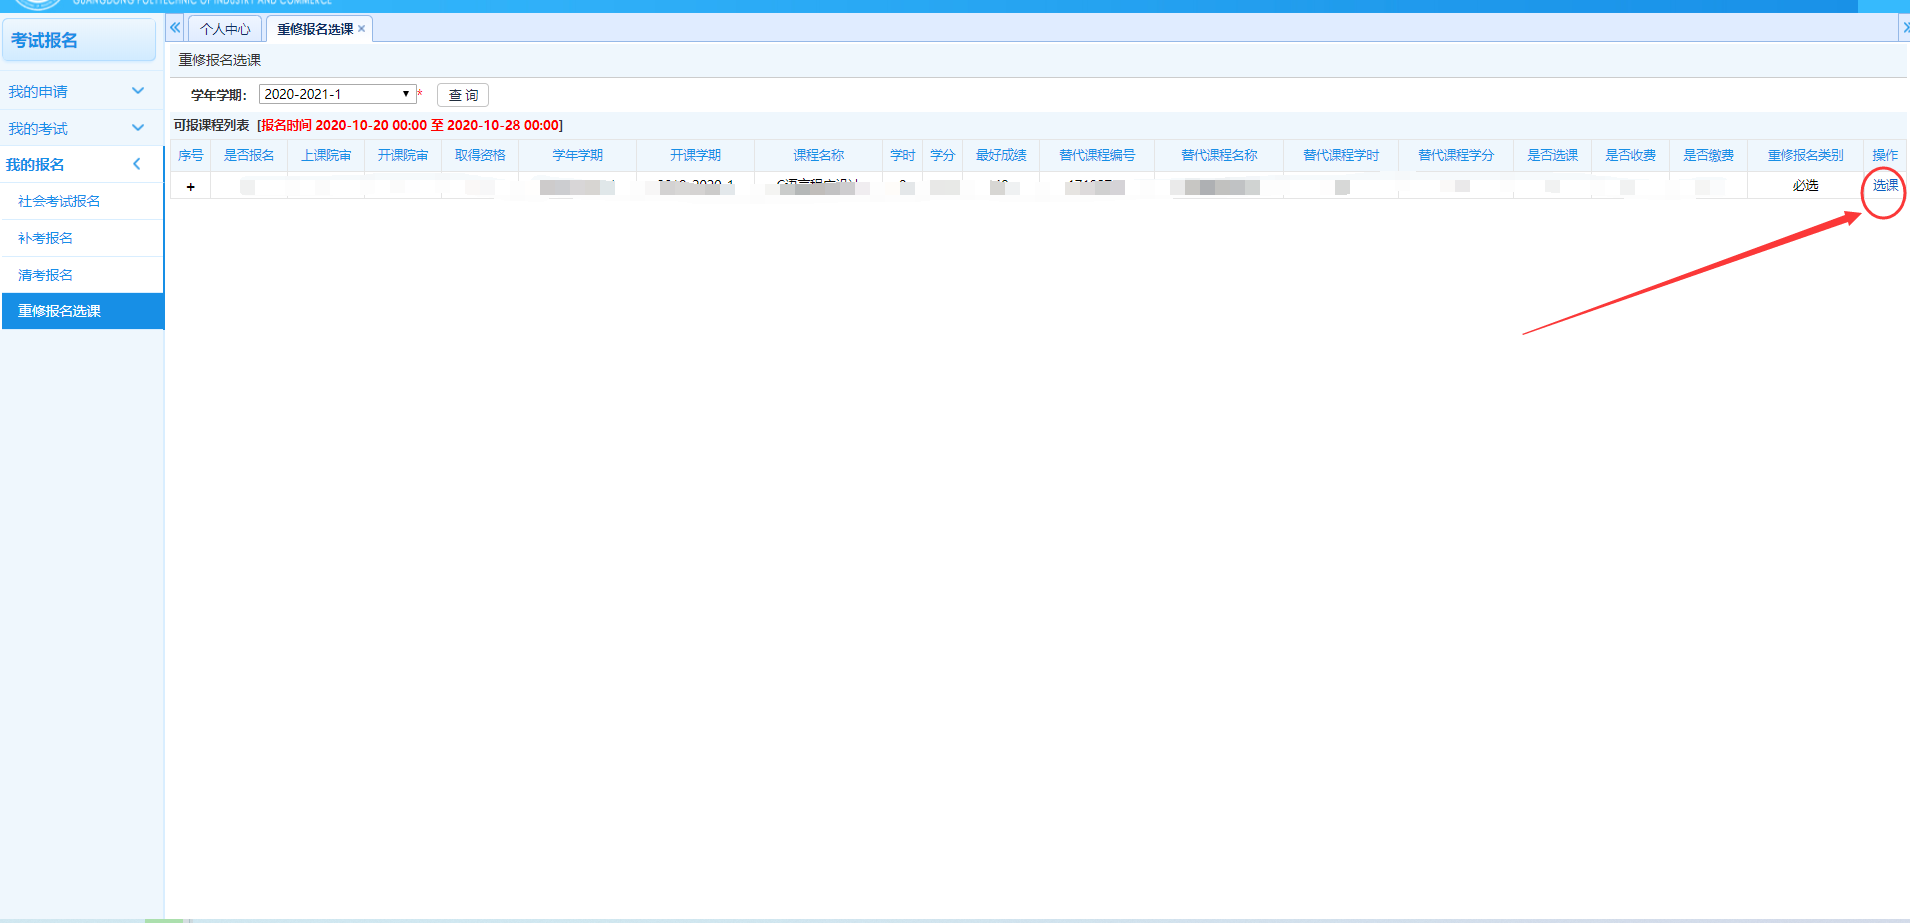 GUANGDONG POLYTECHNIC OF INDUSTRY AND COMMERCE
考试报名
我的申请
我的考试
我的报名
社会考试报名
补考报名
清考报名
重修报名选课
个人中心 重修报名选课 ×
重修报名选课
学年学期: 2020-2021-1 * 查 询
可报课程列表 [报名时间 2020-10-20 00:00 至 2020-10-28 00:00]
序号 是否报名 上课院审 开课院审 取得资格 学年学期 开课学期 课程名称 学时 学分 最好成绩 替代课程编号 替代课程名称 替代课程学时 替代课程学分 是否选课 是否收费 是否缴费 重修报名类别 操作
+ 必选 选课